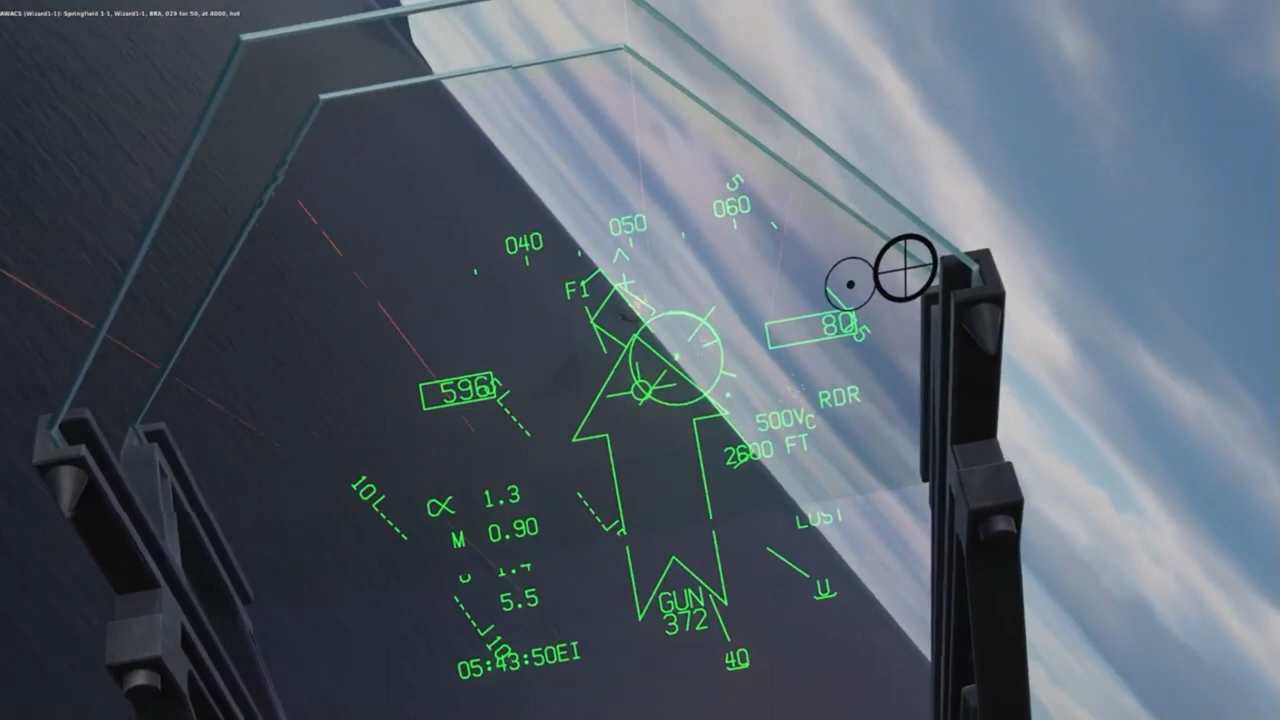 AWACS (Wizard1-1): Springfield 1-1, Wizard1-1, BRA, 029 for 50, at 4000, hot
5
040 050 060
F1
80
5
596
RDR
500Vc
2600 FT
10
α 1.3
M 0.90
LOST
5.5
GUN
372
10
05:43:50EI
40